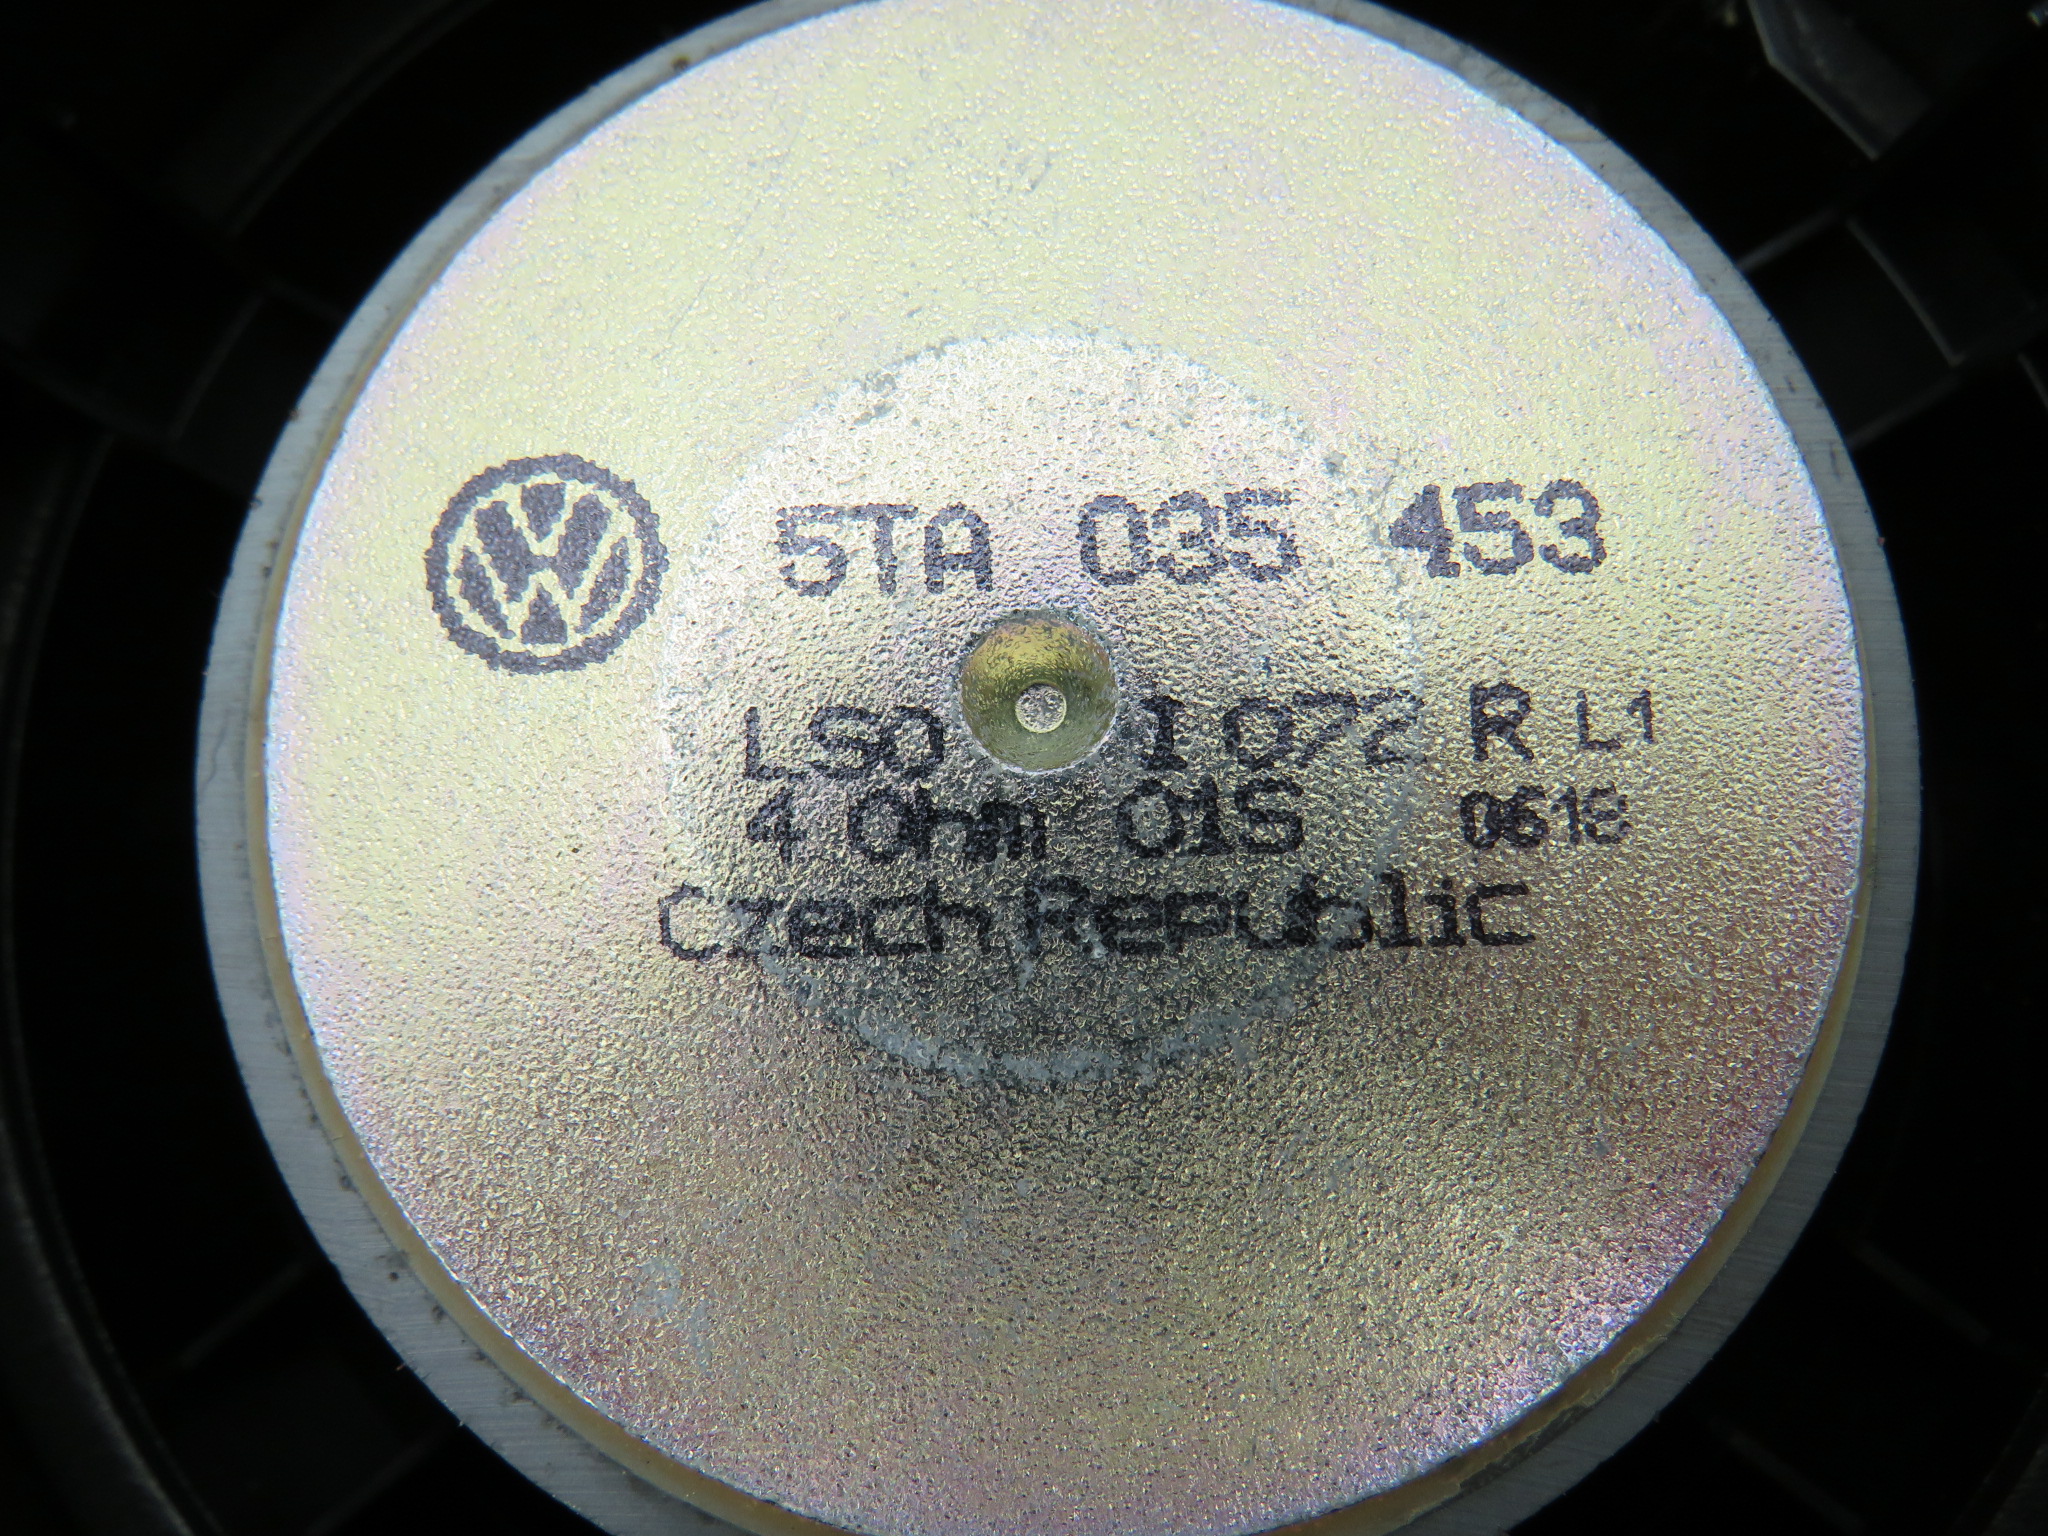 5TA 035 453
LS0 1 072 R L1
4 Ohm 01S 0618
Czech Republic